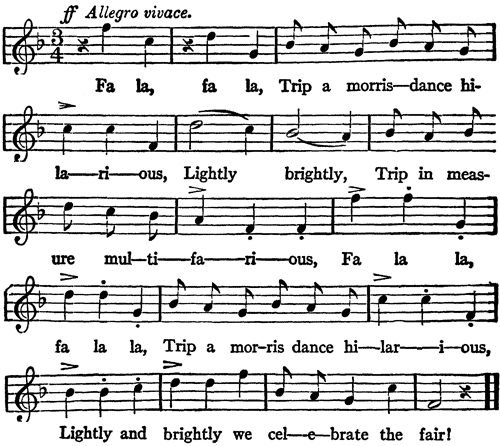 ff Allegro vivace.
3
4
Fa la, fa la, Trip a morris—dance hi-
la—ri—ous, Lightly brightly, Trip in meas-
ure mul—ti—fa—ri—ous, Fa la la,
fa la la, Trip a mor-ris dance hi—lar—i—ous,
Lightly and brightly we cel—e—brate the fair!